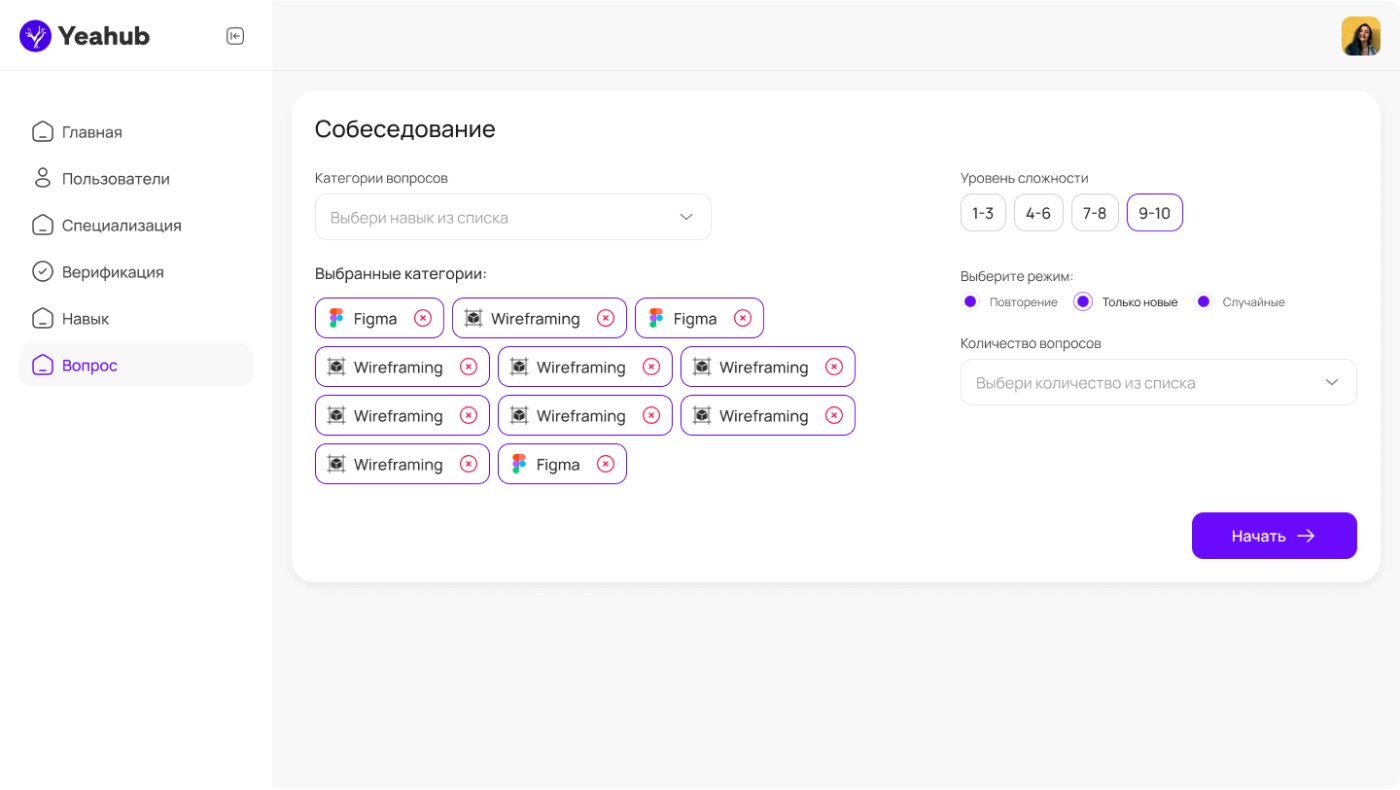 Yeahub
Главная
Пользователи
Специализация
Верификация
Навык
Вопрос
Собеседование
Категории вопросов
Выбери навык из списка
Выбранные категории:
Figma Wireframing Figma
Wireframing Wireframing Wireframing
Wireframing Wireframing Wireframing
Wireframing Figma
Уровень сложности
1-3 4-6 7-8 9-10
Выберите режим:
Повторение Только новые Случайные
Количество вопросов
Выбери количество из списка
Начать